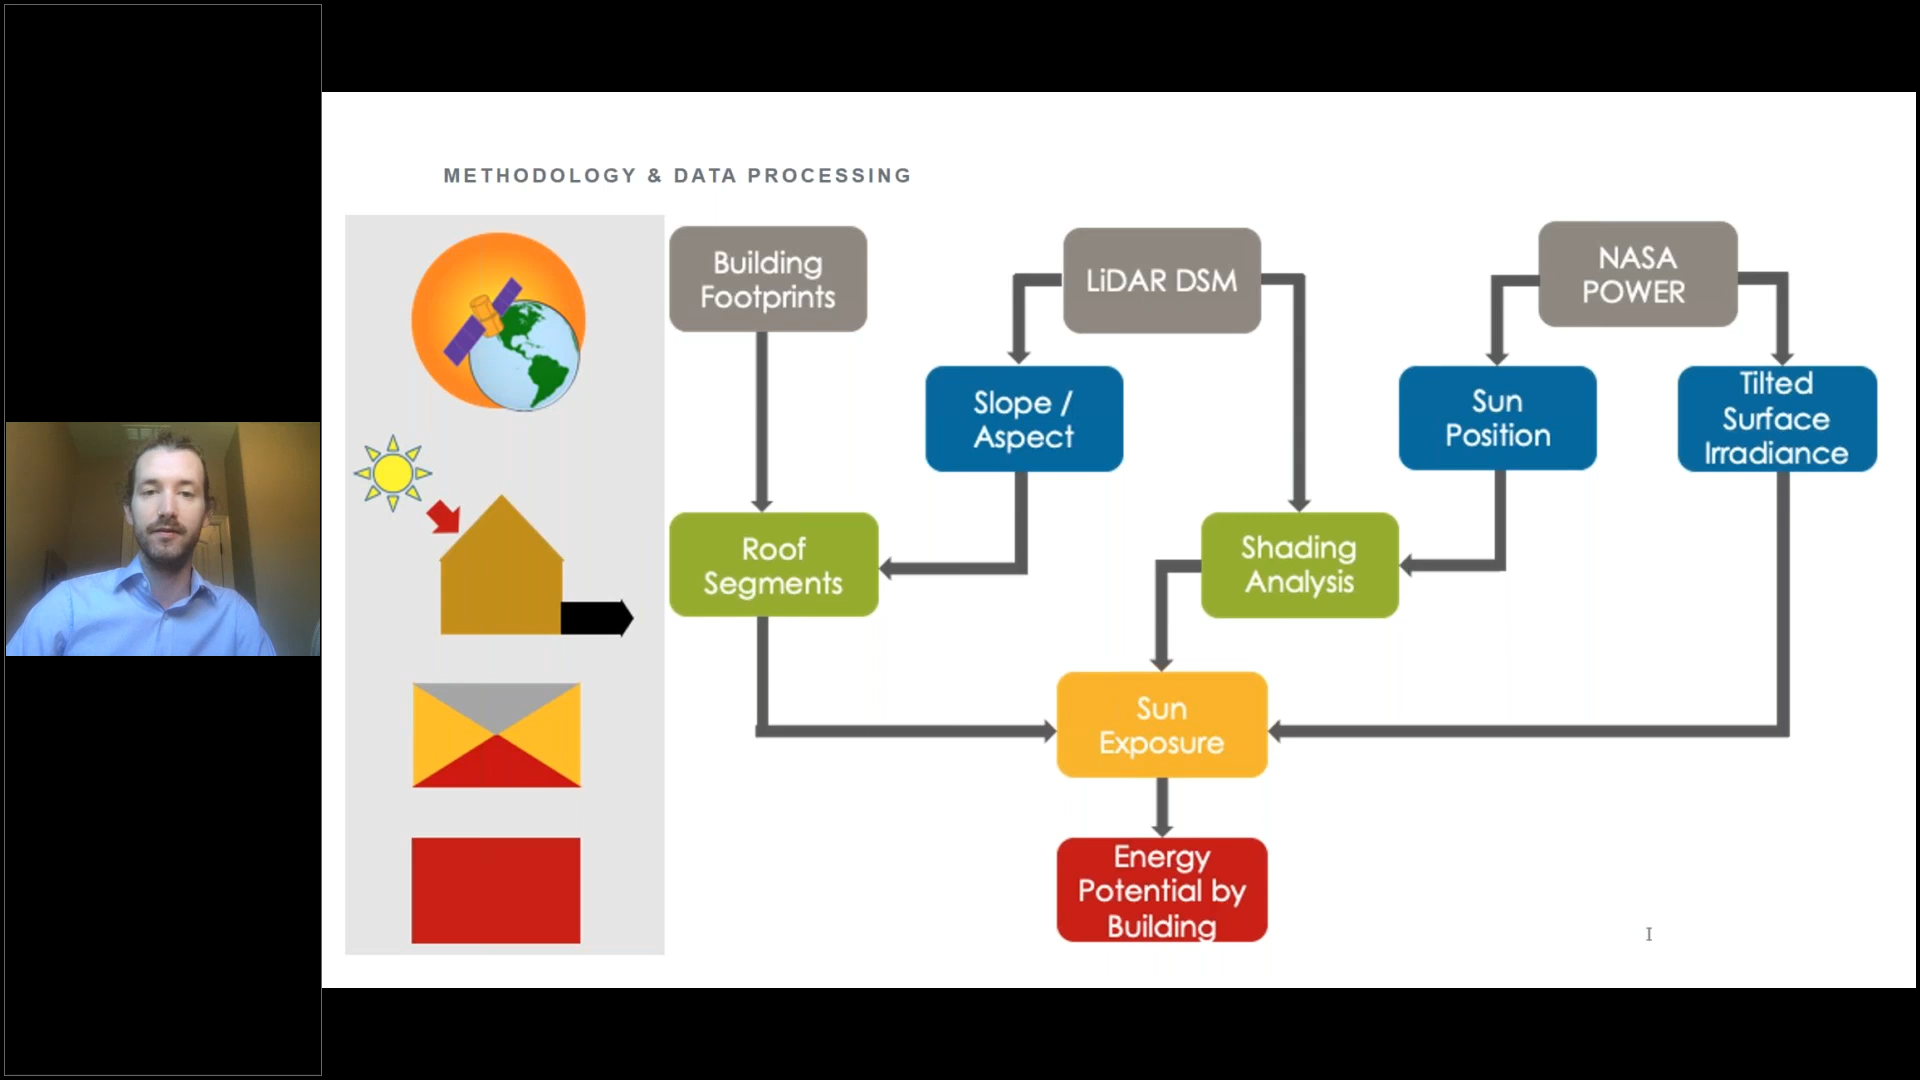 METHODOLOGY & DATA PROCESSING
Building
Footprints
LiDAR DSM
NASA
POWER
Slope /
Aspect
Sun
Position
Tilted
Surface
Irradiance
Roof
Segments
Shading
Analysis
Sun
Exposure
Energy
Potential by
Building